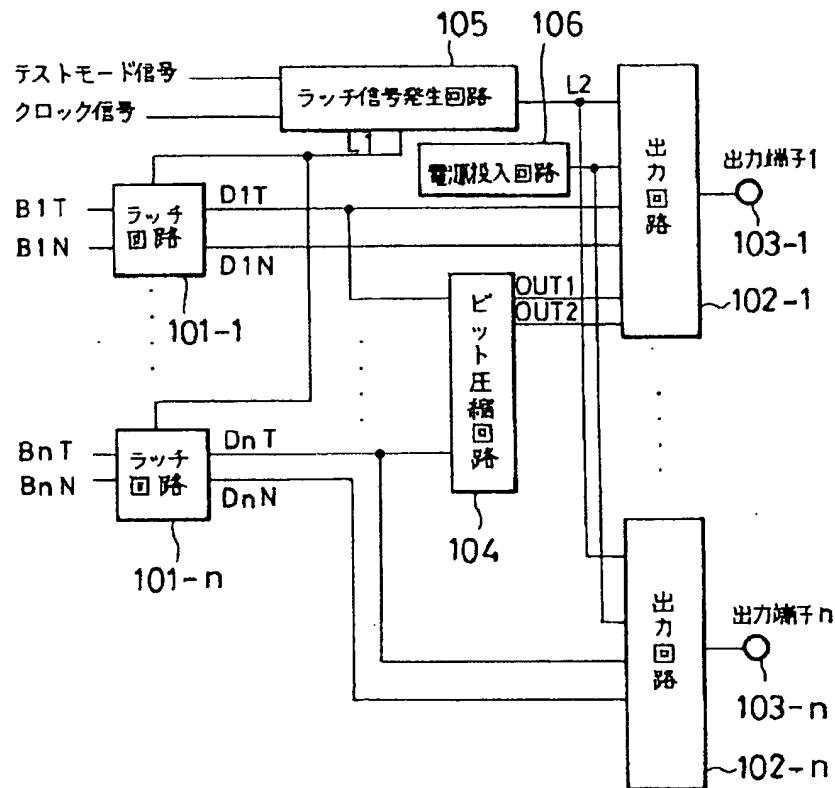 105
106
テストモード信号
クロック信号
ラッチ信号発生回路
L1
L2
電源投入回路
出力回路
出力端子1
103-1
102-1
B1T
B1N
ラッチ
回路
D1T
D1N
101-1
OUT1
OUT2
ビット圧縮回路
104
BnT
BnN
ラッチ
回路
DnT
DnN
101-n
出力回路
出力端子n
103-n
102-n